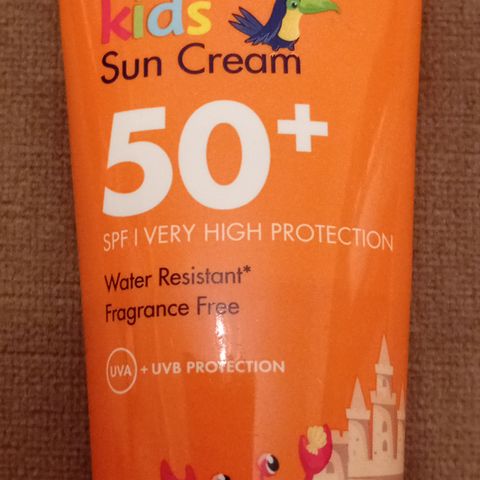 kids
Sun Cream
50+
SPF | VERY HIGH PROTECTION
Water Resistant*
Fragrance Free
UVA + UVB PROTECTION